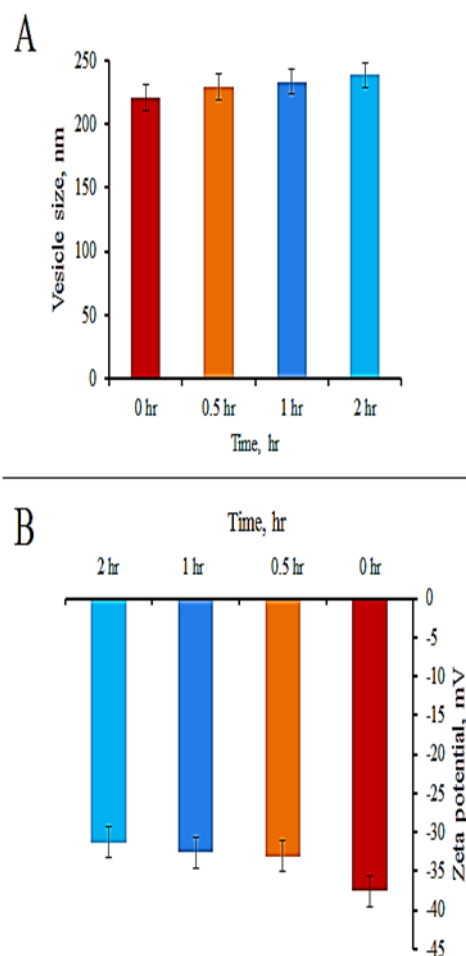 A
Vesicle size, nm
250
200
150
100
50
0
0 hr 0.5 hr 1 hr 2 hr
Time, hr
B
Time, hr
2 hr 1 hr 0.5 hr 0 hr
0
-5
-10
-15
-20
-25
-30
-35
-40
-45
Zeta potential, mV